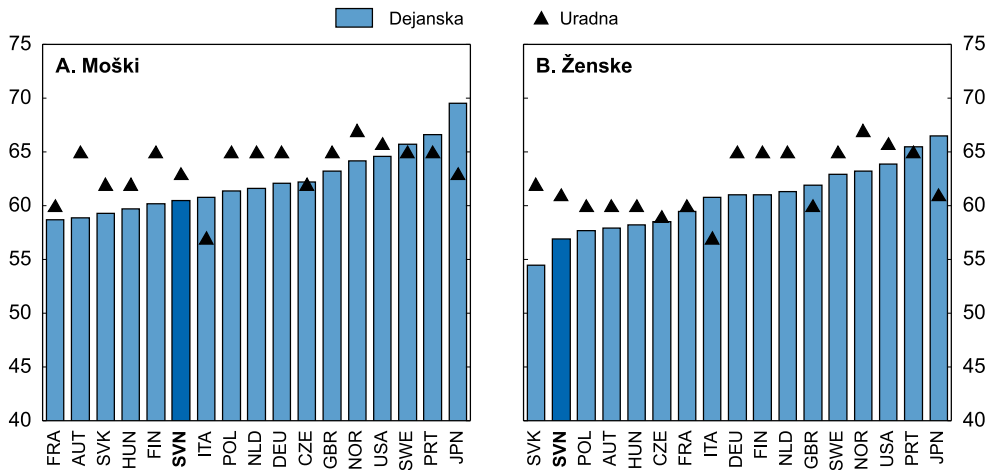 Dejanska Uradna
75 75
A. Moški B. Ženske
70 70
65 65
60 60
55 55
50 50
45 45
40 40
FRA AUT SVK HUN FIN SVN ITA POL NLD DEU CZE GBR NOR USA SWE PRT JPN SVK SVN POL AUT HUN CZE FRA ITA DEU FIN NLD GBR SWE NOR USA PRT JPN